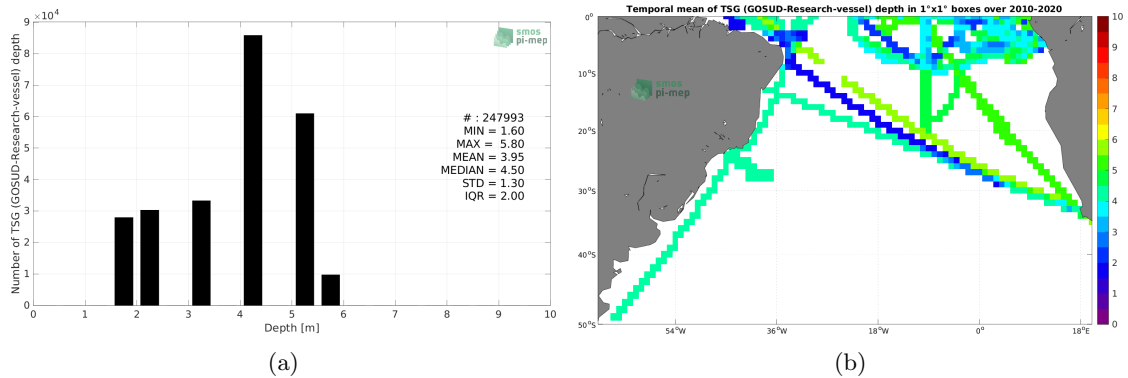 ×10⁴
9
8
7
6
5
4
3
2
1
0
Number of TSG (GOSUD-Research-vessel) depth
smos
pi-mep
# : 247993
MIN = 1.60
MAX = 5.80
MEAN = 3.95
MEDIAN = 4.50
STD = 1.30
IQR = 2.00
0 1 2 3 4 5 6 7 8 9 10
Depth [m]
(a)
Temporal mean of TSG (GOSUD-Research-vessel) depth in 1°x1° boxes over 2010-2020
smos
pi-mep
0°
10°S
20°S
30°S
40°S
50°S
54°W 36°W 18°W 0° 18°E
10
9
8
7
6
5
4
3
2
1
0
(b)